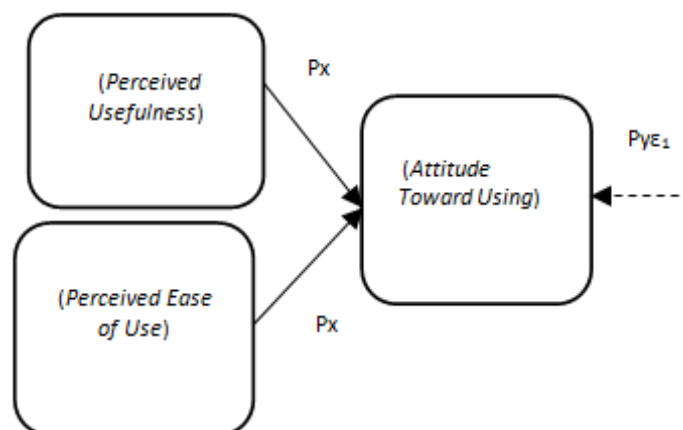 (Perceived
Usefulness)
Px
(Attitude
Toward Using)
Pyε₁
(Perceived Ease
of Use)
Px